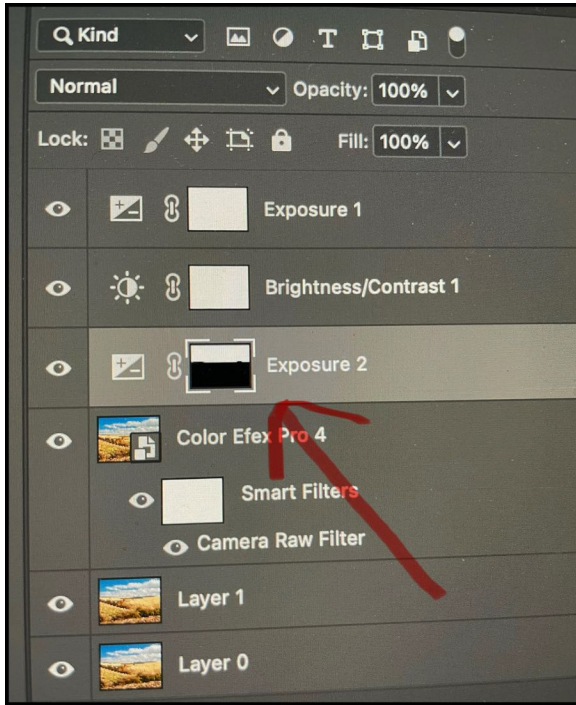 Kind
Normal Opacity: 100%
Lock: Fill: 100%
Exposure 1
Brightness/Contrast 1
Exposure 2
Color Efex Pro 4
Smart Filters
Camera Raw Filter
Layer 1
Layer 0